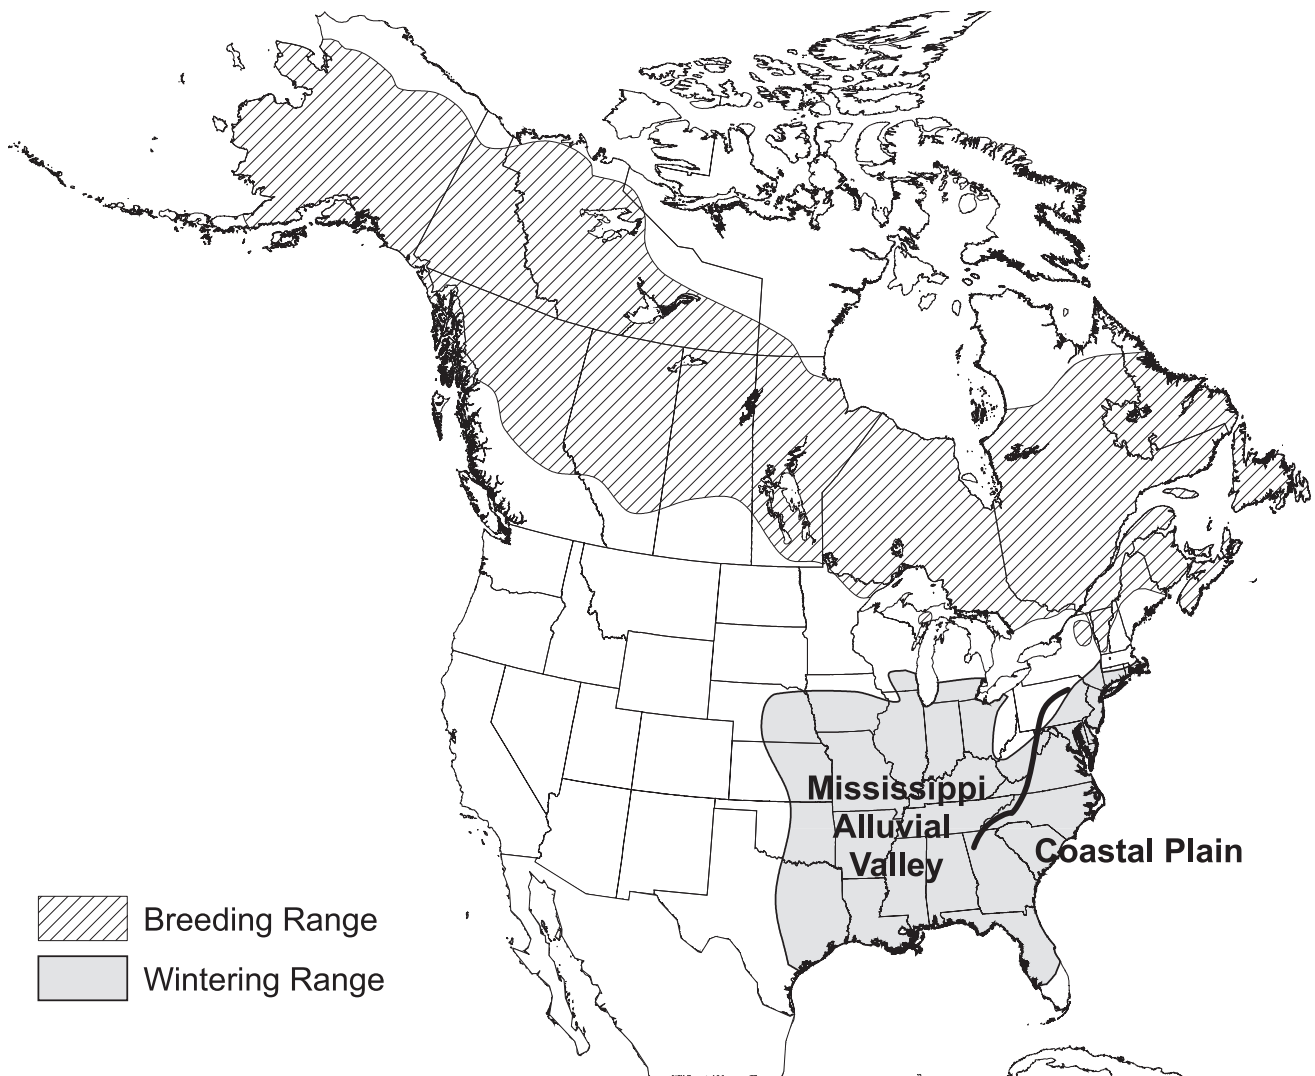 Mississippi
Alluvial
Valley
Coastal Plain
Breeding Range
Wintering Range